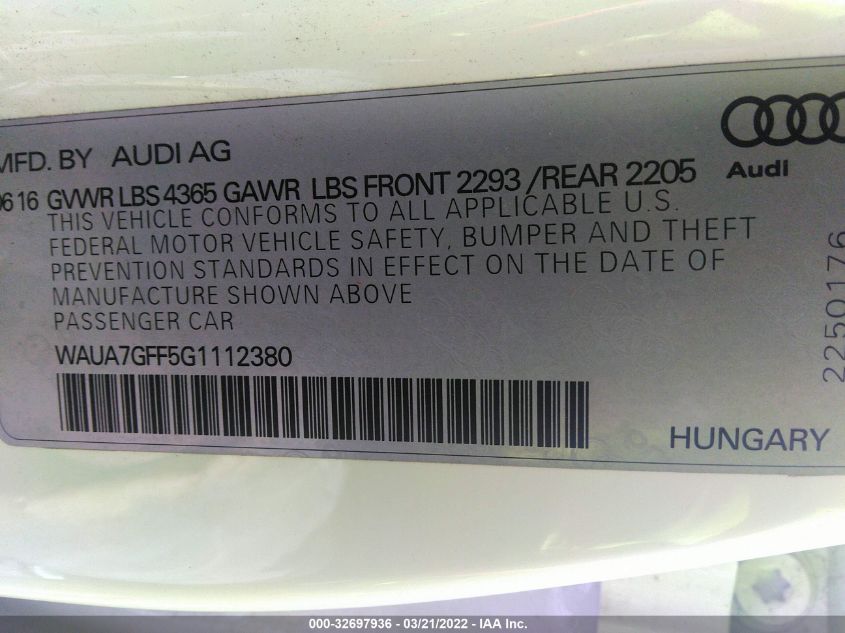 MFD. BY AUDI AG
0616 GVWR LBS 4365 GAWR LBS FRONT 2293 /REAR 2205
THIS VEHICLE CONFORMS TO ALL APPLICABLE U.S.
FEDERAL MOTOR VEHICLE SAFETY, BUMPER AND THEFT
PREVENTION STANDARDS IN EFFECT ON THE DATE OF
MANUFACTURE SHOWN ABOVE
PASSENGER CAR
WAUA7GFF5G1112380
Audi
2250176
HUNGARY
000-32697936 - 03/21/2022 - IAA Inc.